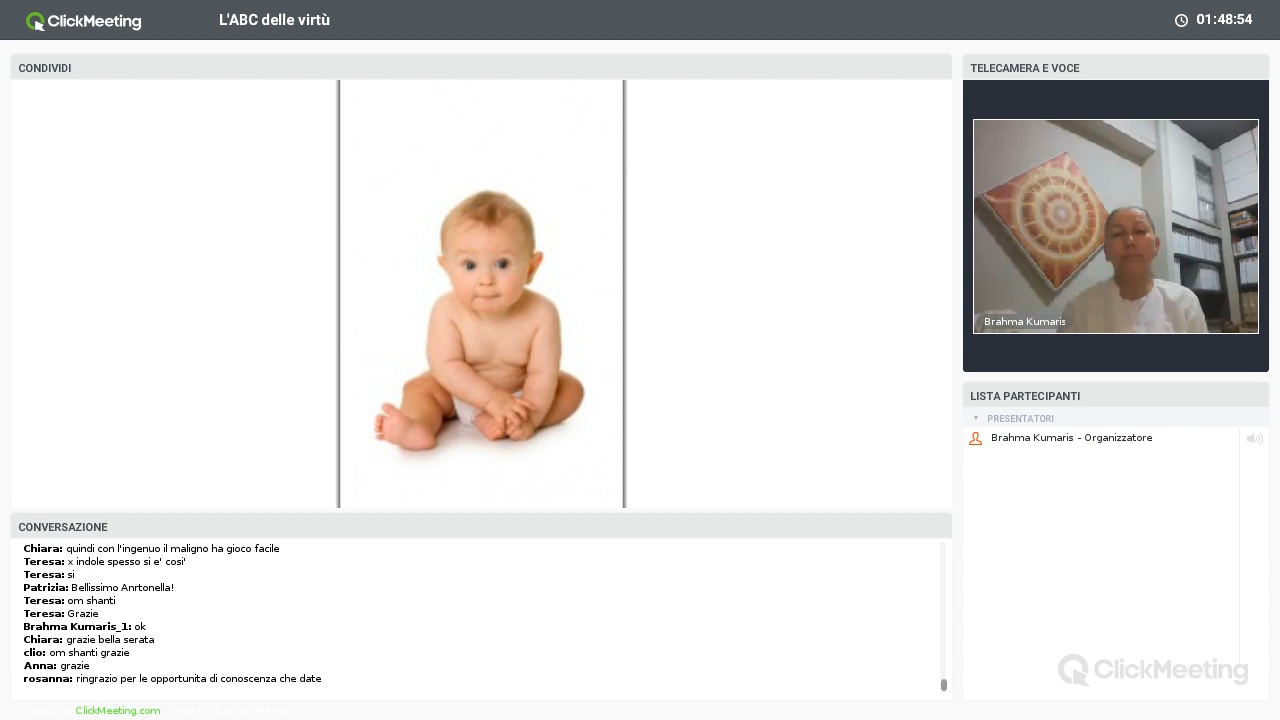 ClickMeeting
L'ABC delle virtù
01:48:54
CONDIVIDI
TELECAMERA E VOCE
Brahma Kumaris
LISTA PARTECIPANTI
PRESENTATORI
Brahma Kumaris - Organizzatore
CONVERSAZIONE
Chiara: quindi con l'ingenuo il maligno ha gioco facile
Teresa: x indole spesso si e' cosi'
Teresa: si
Patrizia: Bellissimo Anrtonella!
Teresa: om shanti
Teresa: Grazie
Brahma Kumaris_1: ok
Chiara: grazie bella serata
clio: om shanti grazie
Anna: grazie
rosanna: ringrazio per le opportunita di conoscenza che date
ClickMeeting
ClickMeeting.com